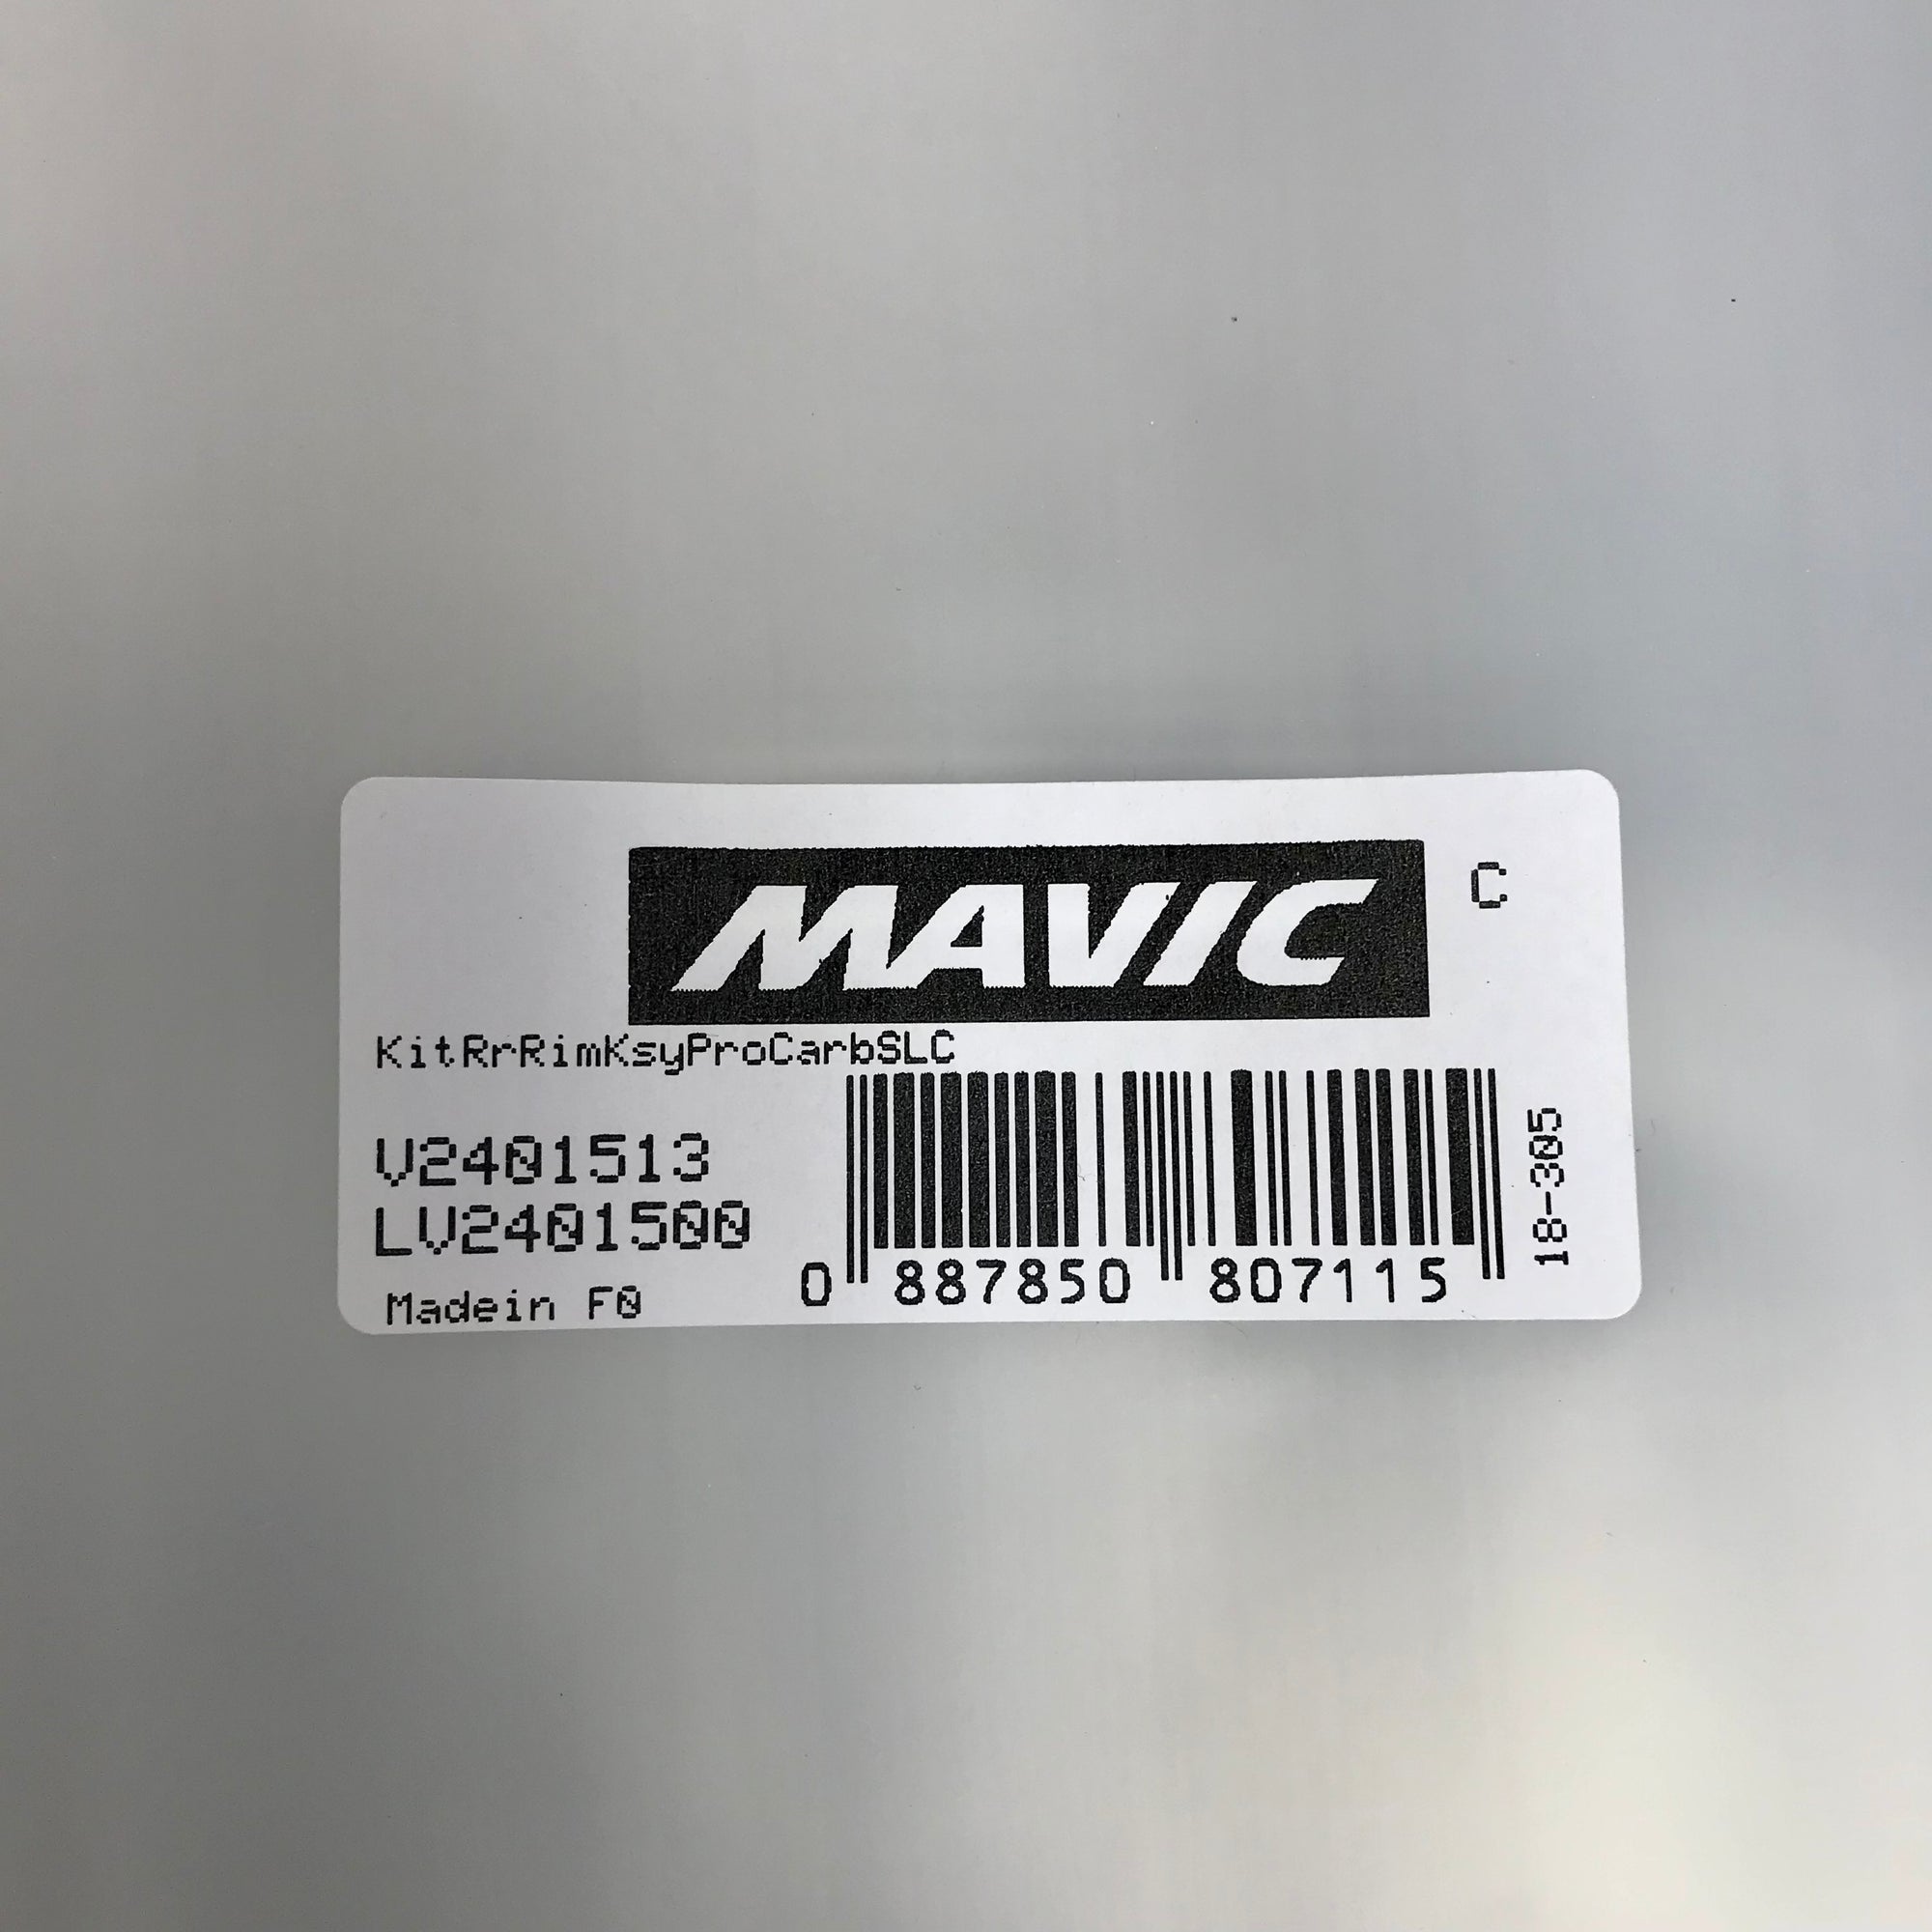 MAVIC
C
KitRrRimKsyProCarbSLC
V2401513
LV2401500
Madein F0
0 887850 807115
18-305